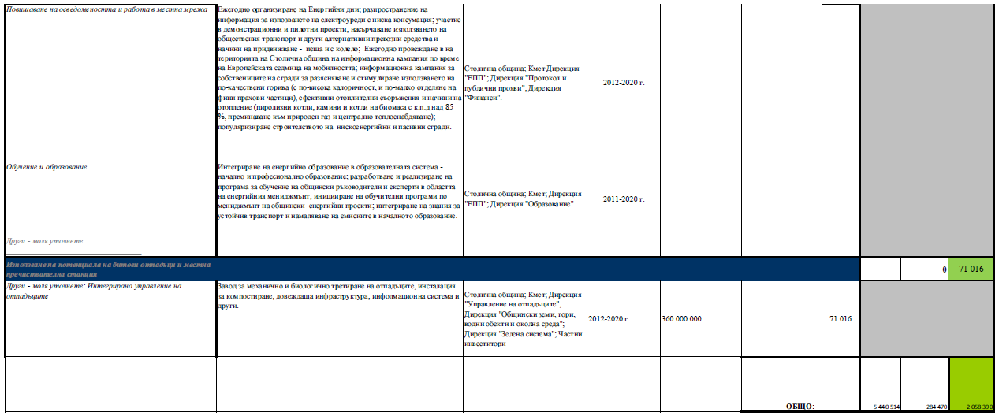 Повишаване на осведомеността и работа в местна мрежа
Ежегодно организиране на Енергийни дни; разпространение на
информация за изпозването на електроуреди с ниска консумация; участие
в демонстрационни и пилотни проекти; насърчаване използването на
обществения транспорт и други алтернативни превозни средства и
начини на придвижване - пеша и с колело; Ежегодно провеждане в на
територията на Столична община на информационна кампания по време
на Европейската седмица на мобилността; информационна кампания за
собствениците на сгради за разясняване и стимулиране използването на
по-качествени горива (с по-висока калоричност, и по-малко отделяне на
фини прахови частици), ефективни отоплителни съоръжения и начини на
отопление (пиролизни котли, камини и котли на биомаса с к.п.д над 85
%, преминаване към природен газ и централно топлоснабдяване);
популяризиране строителството на нискоенергийни и пасивни сгради.
Столична община; Кмет Дирекция
"ЕПП"; Дирекция "Протокол и
публични прояви"; Дирекция
"Финанси".
2012-2020 г.
Обучение и образование
Интегриране на енергийно образование в образователната система -
начално и професионално образование; разработване и реализиране на
програма за обучение на общински ръководители и експерти в областта
на енергийния мениджмънт; иницииране на обучителни програми по
мениджмънт на общински енергийни проекти; интегриране на знания за
устойчив транспорт и намаляване на емисиите в началното образование.
Столична община; Кмет; Дирекция
"ЕПП"; Дирекция "Образование"
2011-2020 г.
Други - моля уточнете:
Използване на потенциала на битови отпадъци и местна
пречиствателна станция
0
71 016
Други - моля уточнете: Интегрирано управление на
отпадъците
Завод за механично и биологично третиране на отпадъците, инсталация
за компостиране, довеждаща инфраструктура, информационна система и
други.
Столична община; Кмет; Дирекция
"Управление на отпадъците";
Дирекция "Общински земи, гори,
водни обекти и околна среда";
Дирекция "Зелена система"; Частни
инвеститори
2012-2020 г.
360 000 000
71 016
ОБЩО:
5 440 514
284 470
2 058 390